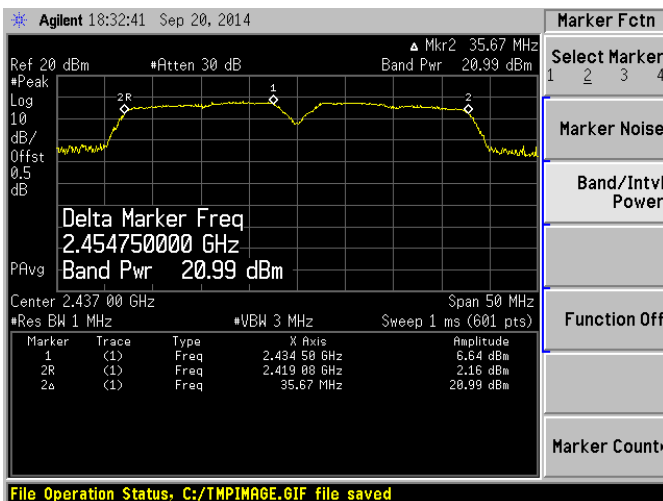 Agilent 18:32:41 Sep 20, 2014
Marker Fctn
Δ Mkr2 35.67 MHz
Ref 20 dBm #Atten 30 dB Band Pwr 20.99 dBm
#Peak
Log
10
dB/
Offst
0.5
dB
2R
1
2
Delta Marker Freq
2.454750000 GHz
PAvg Band Pwr 20.99 dBm
Center 2.437 00 GHz Span 50 MHz
#Res BW 1 MHz #VBW 3 MHz Sweep 1 ms (601 pts)
Marker Trace Type X Axis Amplitude
1 (1) Freq 2.434 50 GHz 6.64 dBm
2R (1) Freq 2.419 08 GHz 2.16 dBm
2Δ (1) Freq 35.67 MHz 20.99 dBm
Select Marker
1 2 3 4
Marker Noise
Band/Intvl
Power
Function Off
Marker Count▸
File Operation Status, C:/TMPIMAGE.GIF file saved